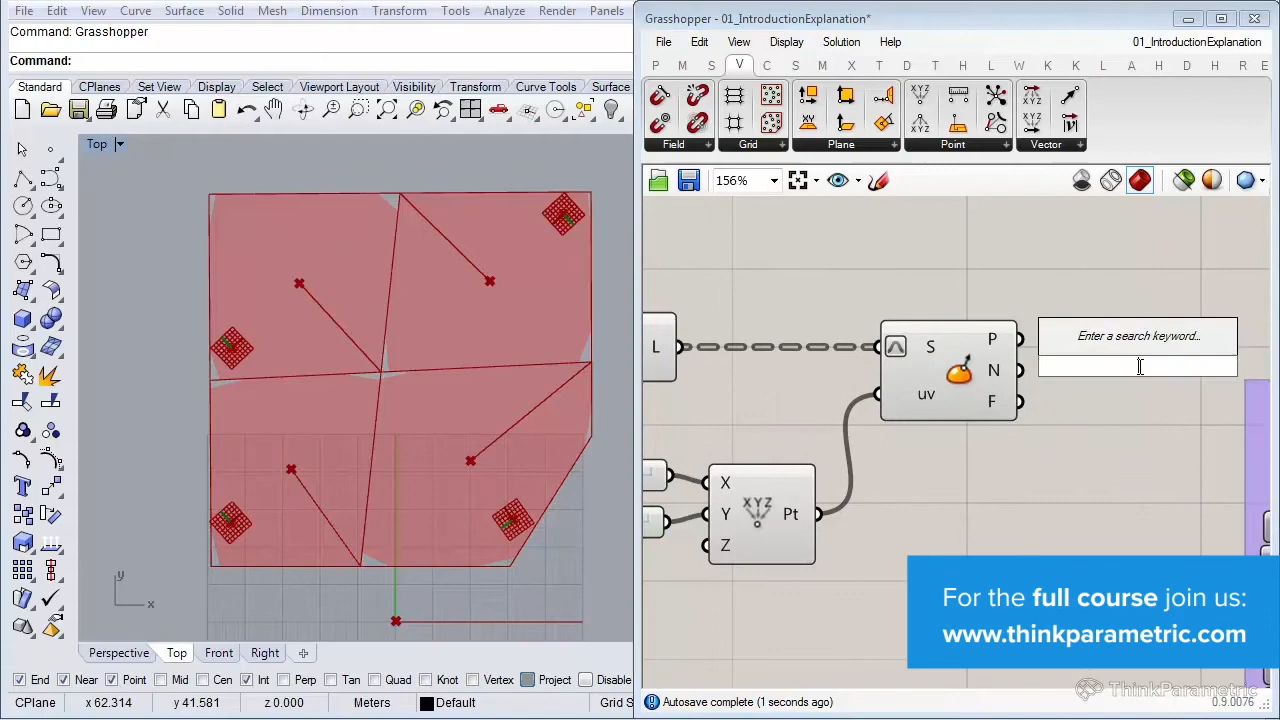 File Edit View Curve Surface Solid Mesh Dimension Transform Tools Analyze Render Panels
Command: Grasshopper
Command:
Standard CPlanes Set View Display Select Viewport Layout Visibility Transform Curve Tools Surface
Top
y
x
Perspective Top Front Right
End Near Point Mid Cen Int Perp Tan Quad Knot Vertex Project Disable
CPlane x 62.314 y 41.581 z 0.000 Meters Default Grid S
Grasshopper - 01_IntroductionExplanation*
File Edit View Display Solution Help 01_IntroductionExplanation
P M S V C S M I T D D T H L W K K L A H H R E
Field Grid Plane Point Vector
156%
L
S
uv
P
N
F
Enter a search keyword...
X
Y
Z
XYZ
Pt
For the full course join us:
www.thinkparametric.com
ThinkParametric
Autosave complete (1 seconds ago) 0.9.0076